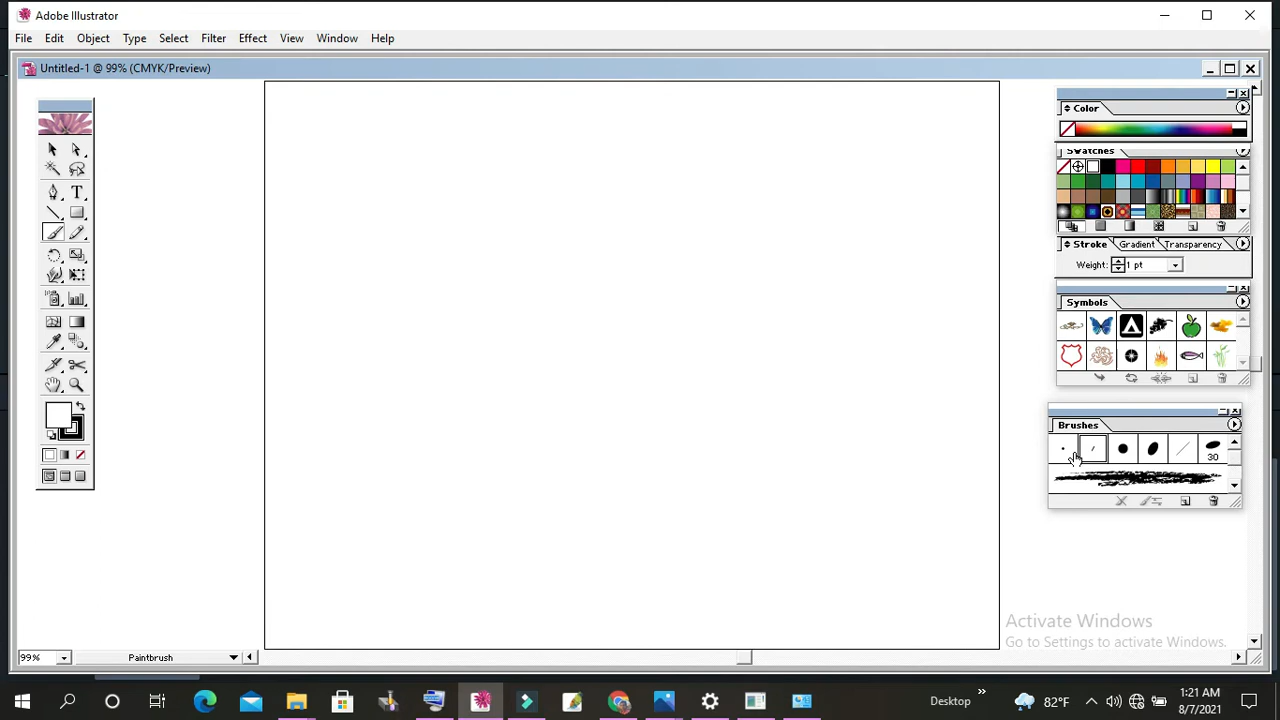 Adobe Illustrator
File Edit Object Type Select Filter Effect View Window Help
Untitled-1 @ 99% (CMYK/Preview)
Color
Swatches
Stroke Gradient Transparency
Weight: 1 pt
Symbols
Brushes
30
Activate Windows
Go to Settings to activate Windows.
99% Paintbrush
Desktop 82°F 1:21 AM
8/7/2021